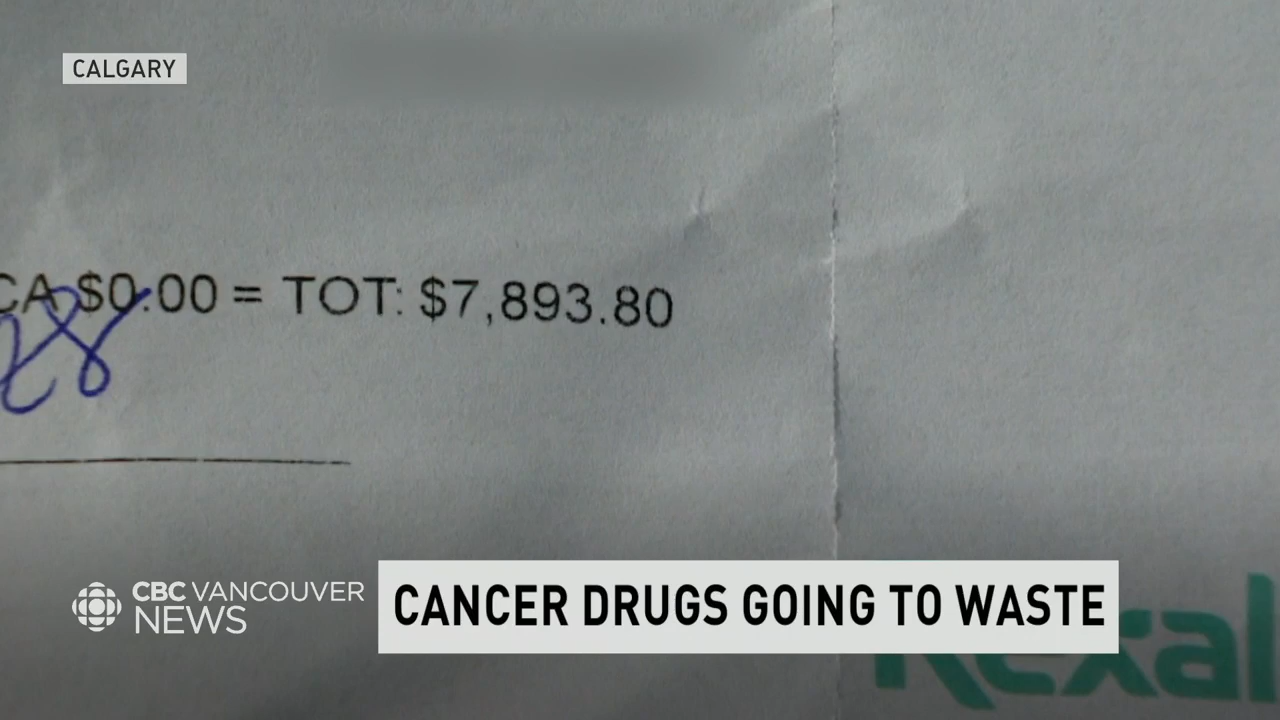 CALGARY
CA $0.00 = TOT: $7,893.80
28
CBC VANCOUVER
NEWS
CANCER DRUGS GOING TO WASTE